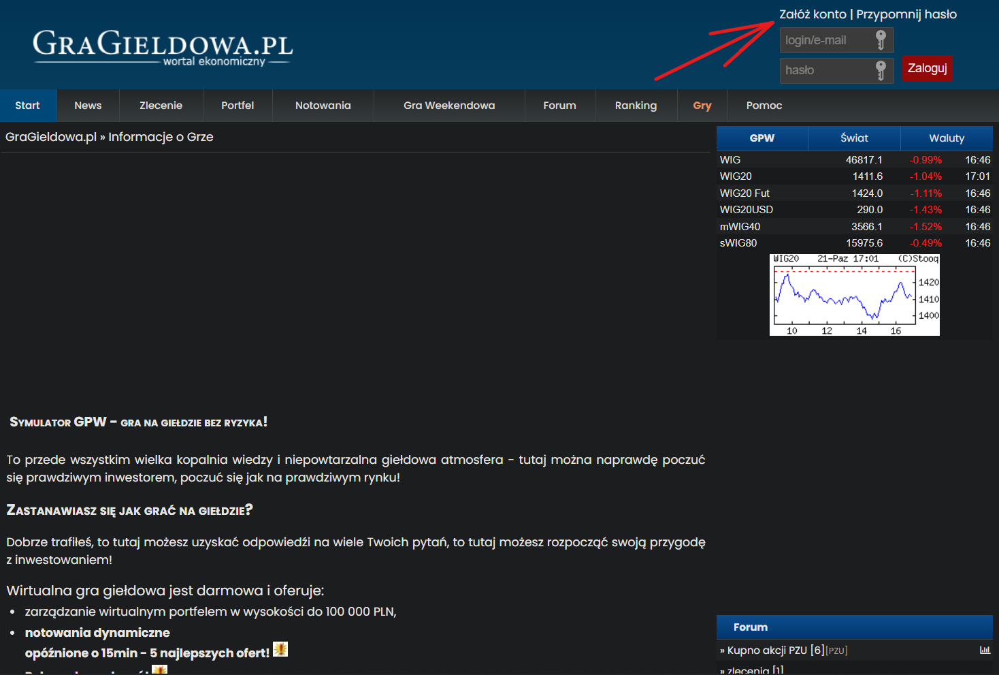 Załóż konto | Przypomnij hasło
GRAGIELDOWA.PL
wortal ekonomiczny
login/e-mail
hasło
Zaloguj
Start News Zlecenie Portfel Notowania Gra Weekendowa Forum Ranking Gry Pomoc
GraGieldowa.pl » Informacje o Grze
GPW Świat Waluty
WIG 46817.1 -0.99% 16:46
WIG20 1411.6 -1.04% 17:01
WIG20 Fut 1424.0 -1.11% 16:46
WIG20USD 290.0 -1.43% 16:46
mWIG40 3566.1 -1.52% 16:46
sWIG80 15975.6 -0.49% 16:46
WIG20 21-Paz 17:01 (C)Stooq
1420
1410
1400
10 12 14 16
SYMULATOR GPW - GRA NA GIEŁDZIE BEZ RYZYKA!
To przede wszystkim wielka kopalnia wiedzy i niepowtarzalna giełdowa atmosfera - tutaj można naprawdę poczuć
się prawdziwym inwestorem, poczuć się jak na prawdziwym rynku!
ZASTANAWIASZ SIĘ JAK GRAĆ NA GIEŁDZIE?
Dobrze trafiłeś, to tutaj możesz uzyskać odpowiedźi na wiele Twoich pytań, to tutaj możesz rozpocząć swoją przygodę
z inwestowaniem!
Wirtualna gra giełdowa jest darmowa i oferuje:
• zarządzanie wirtualnym portfelem w wysokości do 100 000 PLN,
• notowania dynamiczne
opóźnione o 15min - 5 najlepszych ofert!
Forum
» Kupno akcji PZU [6][PZU]
» zlecenia [1]